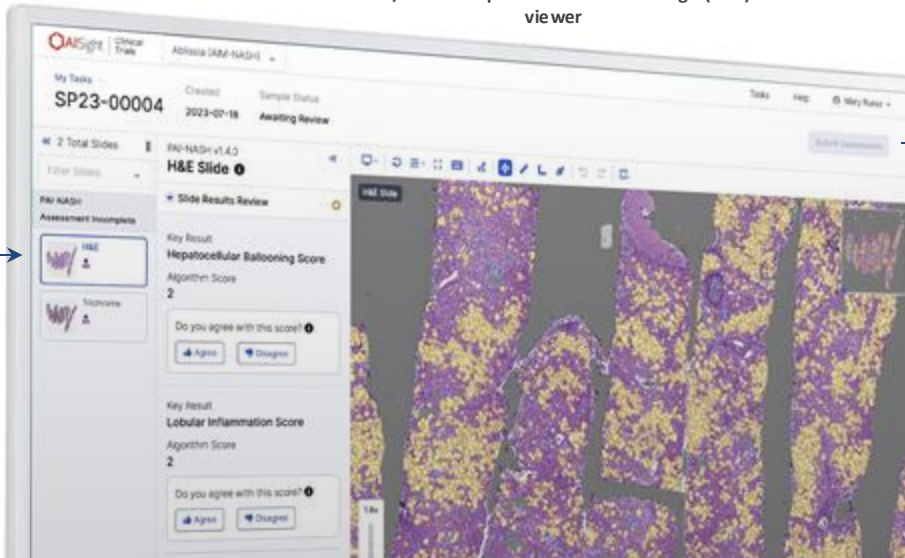 viewer
AISight Clinical Trials
Ablissia (AIM-NASH)
Tasks
Help
My Tasks
SP23-00004
Created
2023-07-19
Sample Status
Awaiting Review
2 Total Slides
Filter Slides
PAI-NASH
Assessment Incomplete
H&E
Trichrome
PAI-NASH v1.4.0
H&E Slide
Slide Results Review
Key Result
Hepatocellular Ballooning Score
Algorithm Score
2
Do you agree with this score?
Agree
Disagree
Key Result
Lobular Inflammation Score
Algorithm Score
2
Do you agree with this score?
Agree
Disagree
H&E Slide